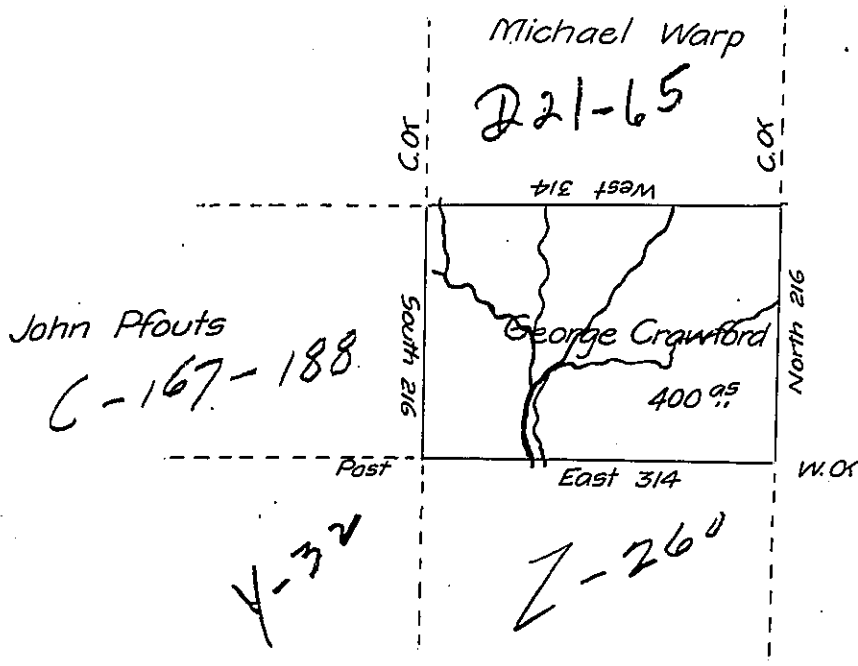 Michael Warp
D21-65
C.Or
C.Or
West 314
John Pfouts
C-167-188
South 216
George Crawford
400 as
North 216
Post
East 314
W.Or
Y-32
Z-260